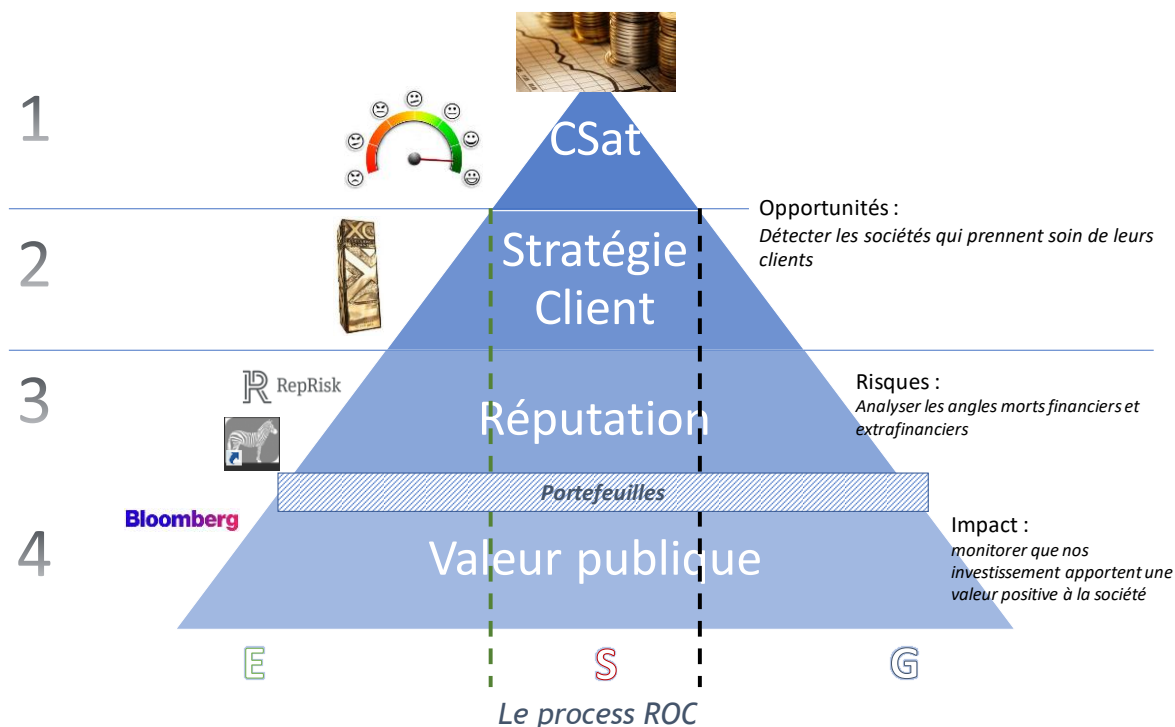 1
CSat
Opportunités :
Détecter les sociétés qui prennent soin de leurs
clients
2
XO
Stratégie
Client
3
RepRisk
Réputation
Risques :
Analyser les angles morts financiers et
extrafinanciers
Portefeuilles
Bloomberg
4
Valeur publique
Impact :
monitorer que nos
investissement apportent une
valeur positive à la société
E
S
G
Le process ROC